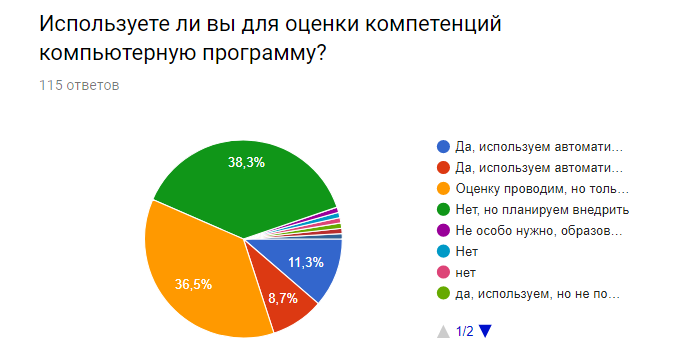 Используете ли вы для оценки компетенций
компьютерную программу?
115 ответов
38,3%
36,5%
8,7%
11,3%
Да, используем автомати…
Да, используем автомати…
Оценку проводим, но толь…
Нет, но планируем внедрить
Не особо нужно, образов…
Нет
нет
да, используем, но не по…
1/2